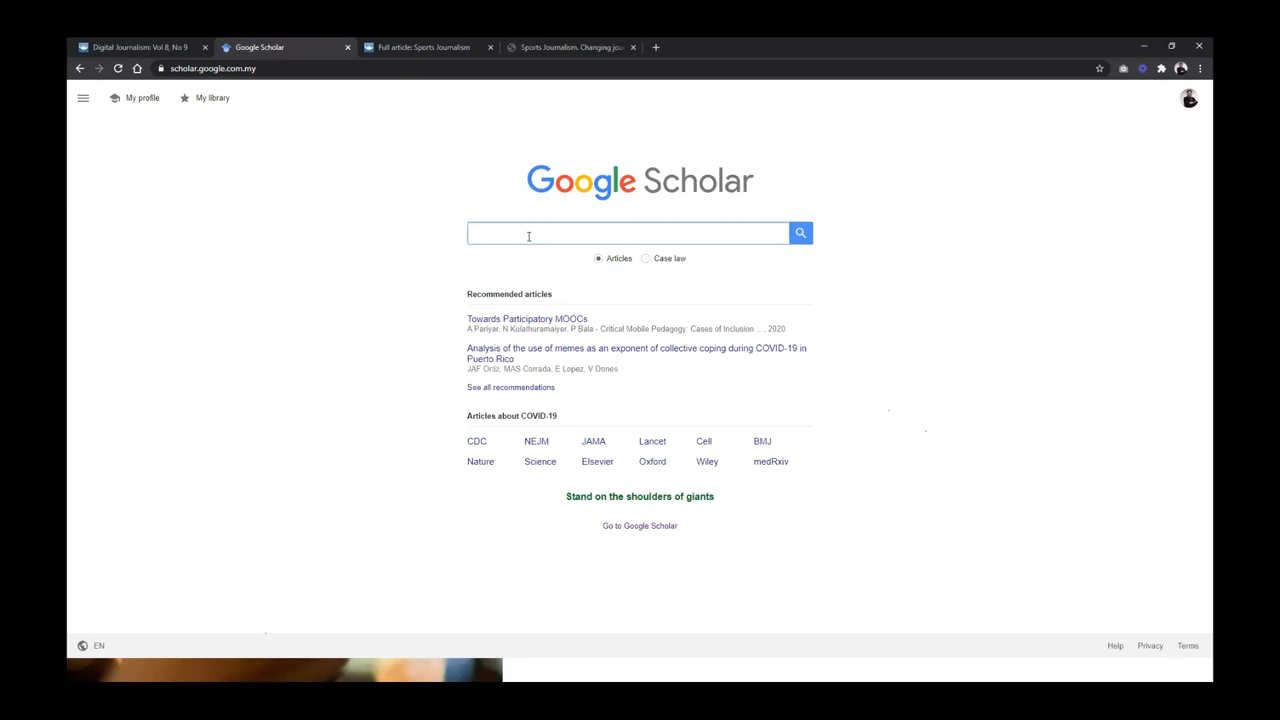 Digital Journalism: Vol 8, No 9
Google Scholar
Full article: Sports Journalism
Sports Journalism. Changing jou
scholar.google.com.my
My profile
My library
Google Scholar
Articles
Case law
Recommended articles
Towards Participatory MOOCs
A Pariyar, N Kulathuramaiyer, P Bala - Critical Mobile Pedagogy: Cases of Inclusion …, 2020
Analysis of the use of memes as an exponent of collective coping during COVID-19 in
Puerto Rico
JAF Ortiz, MAS Corrada, E Lopez, V Dones
See all recommendations
Articles about COVID-19
CDC NEJM JAMA Lancet Cell BMJ
Nature Science Elsevier Oxford Wiley medRxiv
Stand on the shoulders of giants
Go to Google Scholar
EN
Help Privacy Terms